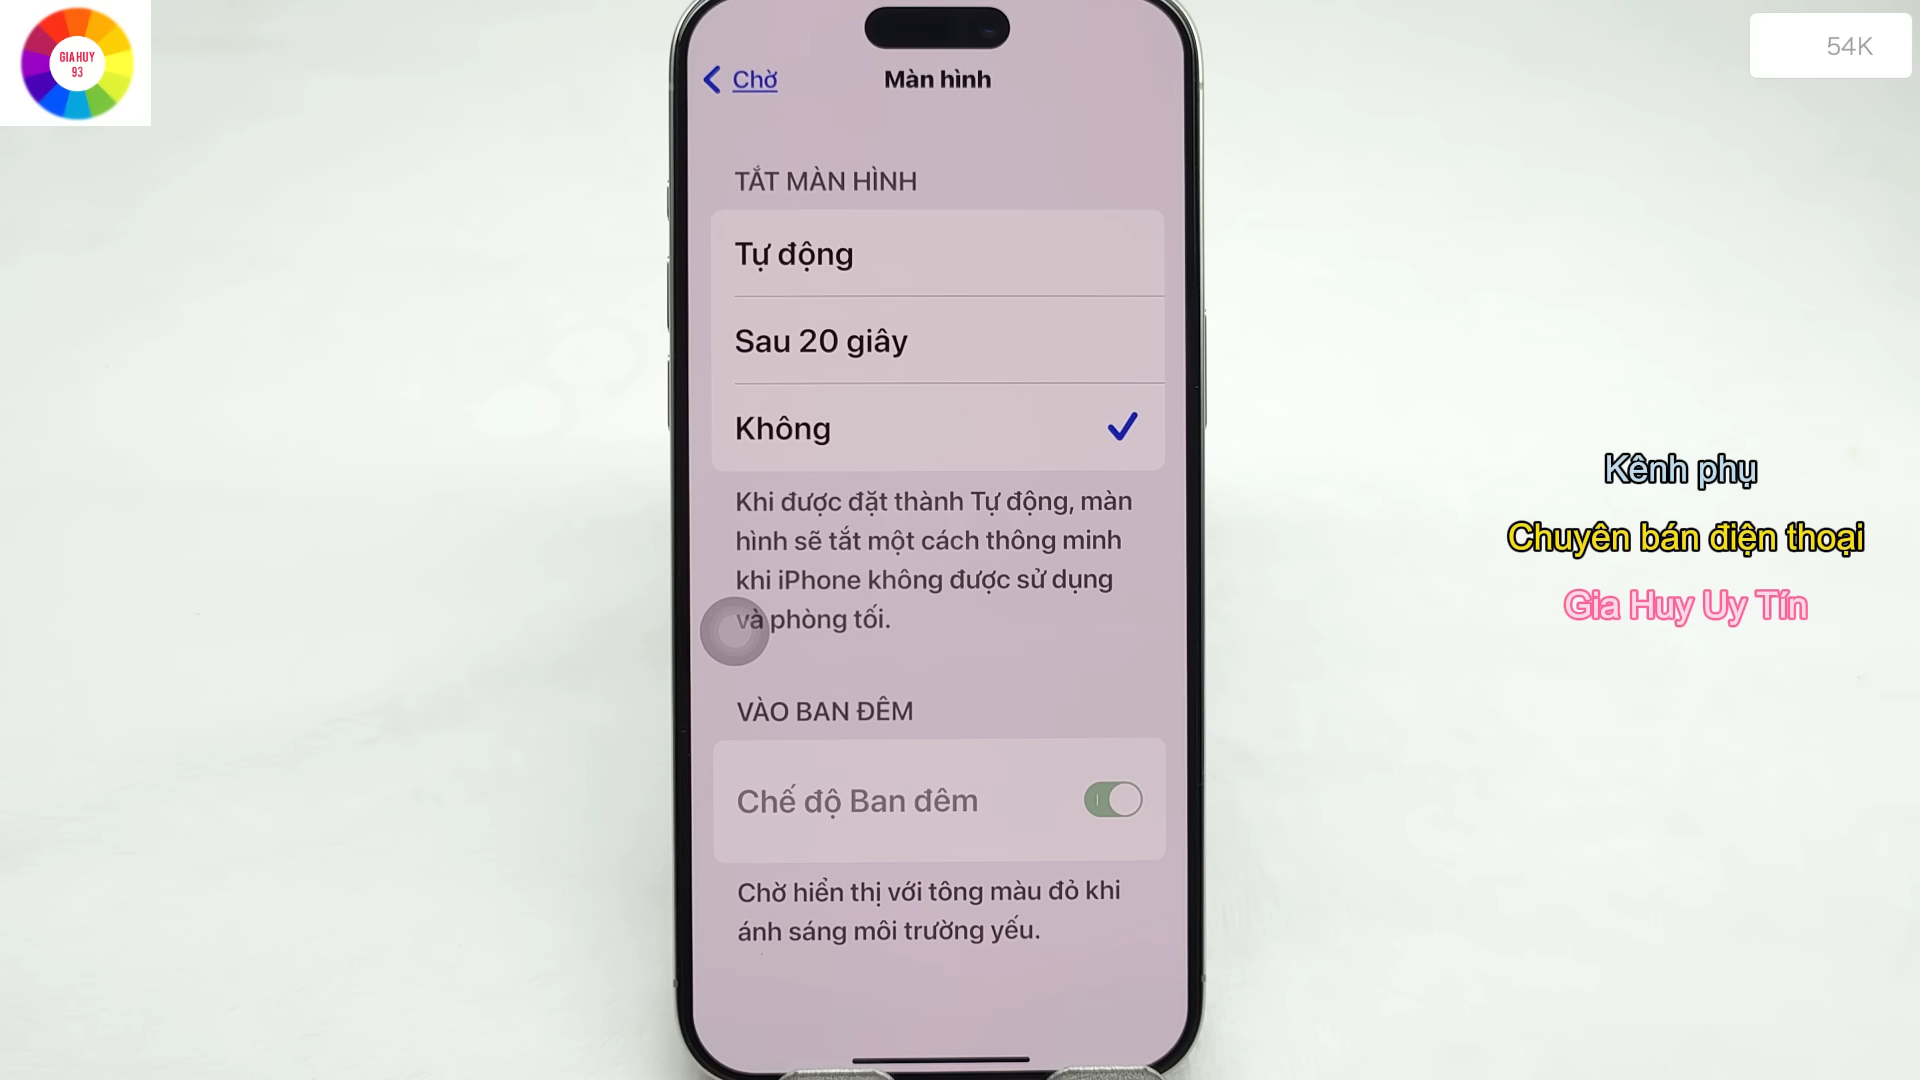 GIA HUY
93
54K
Chờ
Màn hình
TẮT MÀN HÌNH
Tự động
Sau 20 giây
Không
Khi được đặt thành Tự động, màn
hình sẽ tắt một cách thông minh
khi iPhone không được sử dụng
và phòng tối.
VÀO BAN ĐÊM
Chế độ Ban đêm
Chờ hiển thị với tông màu đỏ khi
ánh sáng môi trường yếu.
Kênh phụ
Chuyên bán điện thoại
Gia Huy Uy Tín